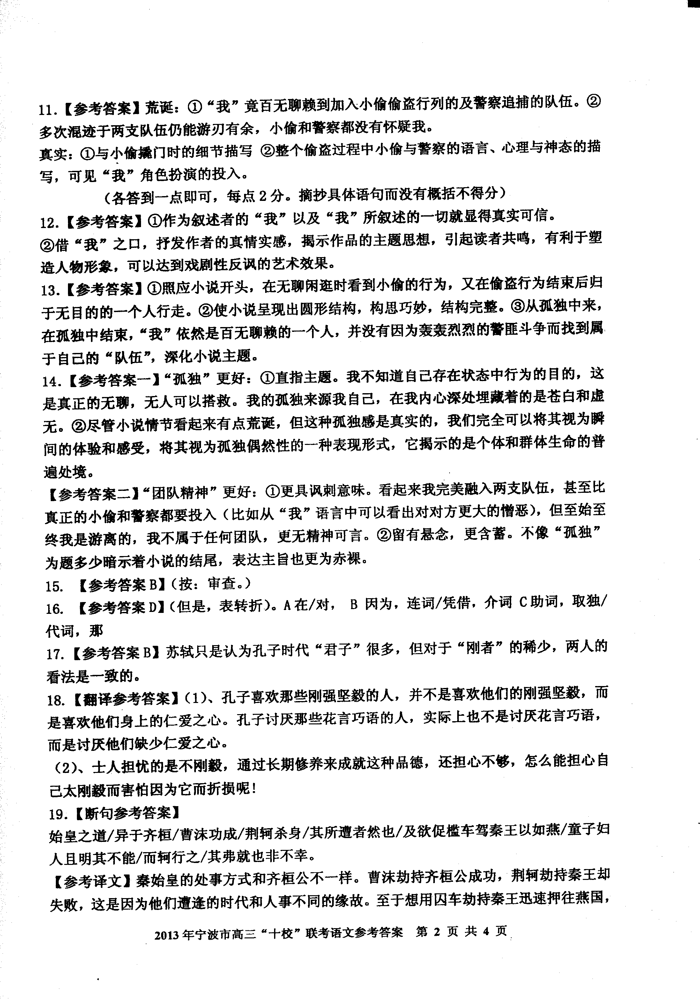 11.【参考答案】荒诞：①“我”竟百无聊赖到加入小偷偷盗行列的及警察追捕的队伍。②
多次混迹于两支队伍仍能游刃有余，小偷和警察都没有怀疑我。
真实：①与小偷撬门时的细节描写 ②整个偷盗过程中小偷与警察的语言、心理与神态的描
写，可见“我”角色扮演的投入。
（各答到一点即可，每点 2 分。摘抄具体语句而没有概括不得分）
12.【参考答案】①作为叙述者的“我”以及“我”所叙述的一切就显得真实可信。
②借“我”之口，抒发作者的真情实感，揭示作品的主题思想，引起读者共鸣，有利于塑
造人物形象，可以达到戏剧性反讽的艺术效果。
13.【参考答案】①照应小说开头，在无聊闲逛时看到小偷的行为，又在偷盗行为结束后归
于无目的的一个人行走。②使小说呈现出圆形结构，构思巧妙，结构完整。③从孤独中来，
在孤独中结束，“我”依然是百无聊赖的一个人，并没有因为轰轰烈烈的警匪斗争而找到属
于自己的“队伍”，深化小说主题。
14.【参考答案一】“孤独”更好：①直指主题。我不知道自己存在状态中行为的目的，这
是真正的无聊，无人可以搭救。我的孤独来源我自己，在我内心深处埋藏着的是苍白和虚
无。②尽管小说情节看起来有点荒诞，但这种孤独感是真实的，我们完全可以将其视为瞬
间的体验和感受，将其视为孤独偶然性的一种表现形式，它揭示的是个体和群体生命的普
遍处境。
【参考答案二】“团队精神”更好：①更具讽刺意味。看起来我完美融入两支队伍，甚至比
真正的小偷和警察都要投入（比如从“我”语言中可以看出对对方更大的憎恶），但至始至
终我是游离的，我不属于任何团队，更无精神可言。②留有悬念，更含蓄。不像“孤独”
为题多少暗示着小说的结尾，表达主旨也更为赤裸。
15. 【参考答案 B】（按：审查。）
16. 【参考答案 D】（但是，表转折）。A 在/对， B 因为，连词/凭借，介词 C 助词，取独/
代词，那
17.【参考答案 B】苏轼只是认为孔子时代“君子”很多，但对于“刚者”的稀少，两人的
看法是一致的。
18.【翻译参考答案】（1）、孔子喜欢那些刚强坚毅的人，并不是喜欢他们的刚强坚毅，而
是喜欢他们身上的仁爱之心。孔子讨厌那些花言巧语的人，实际上也不是讨厌花言巧语，
而是讨厌他们缺少仁爱之心。
（2）、士人担忧的是不刚毅，通过长期修养来成就这种品德，还担心不够，怎么能担心自
己太刚毅而害怕因为它而折损呢！
19.【断句参考答案】
始皇之道/异于齐桓/曹沫功成/荆轲杀身/其所遭者然也/及欲促槛车驾秦王以如燕/童子妇
人且明其不能/而轲行之/其弗就也非不幸。
【参考译文】秦始皇的处事方式和齐桓公不一样。曹沫劫持齐桓公成功，荆轲劫持秦王却
失败，这是因为他们遭逢的时代和人事不同的缘故。至于想用囚车劫持秦王迅速押往燕国，
2013 年宁波市高三“十校”联考语文参考答案 第 2 页 共 4 页